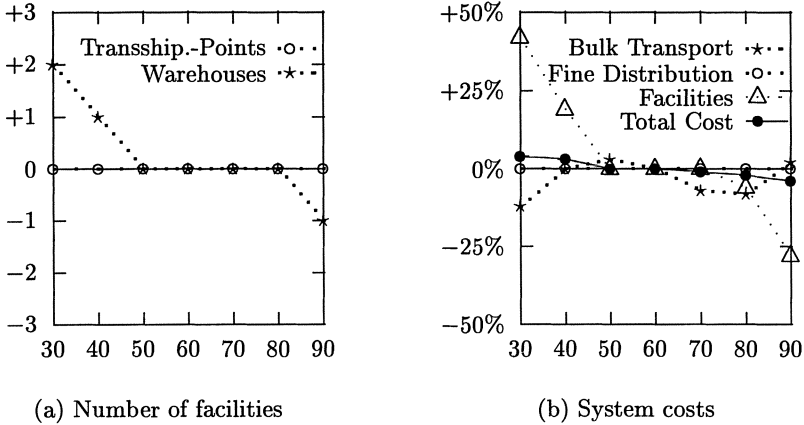 +3
+2
+1
0
−1
−2
−3
Transship.-Points
Warehouses
30 40 50 60 70 80 90
(a) Number of facilities
+50%
+25%
0%
−25%
−50%
Bulk Transport
Fine Distribution
Facilities
Total Cost
30 40 50 60 70 80 90
(b) System costs